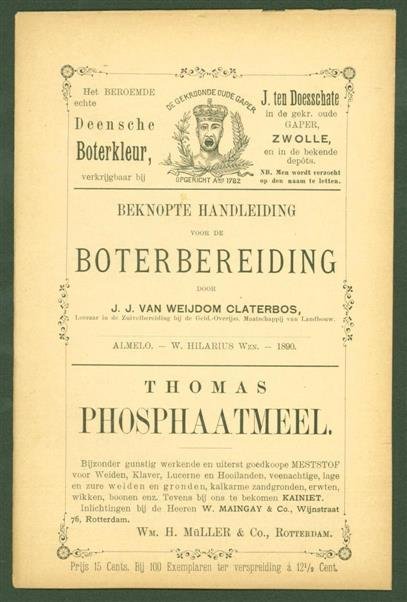 Het BEROEMDE
echte
Deensche
Boterkleur,
verkrijgbaar bij
DE GEKROONDE OUDE GAPER
OPGERICHT Aº 1782
J. ten Doesschate
in de gekr. oude
GAPER,
ZWOLLE,
en in de bekende
depôts.
NB. Men wordt verzocht
op den naam te letten.
BEKNOPTE HANDLEIDING
VOOR DE
BOTERBEREIDING
DOOR
J. J. VAN WEIJDOM CLATERBOS,
Leeraar in de Zuivelbereiding bij de Geld.-Overijss. Maatschappij van Landbouw.
ALMELO. — W. HILARIUS Wzn. — 1890.
THOMAS
PHOSPHAATMEEL.
Bijzonder gunstig werkende en uiterst goedkoope MESTSTOF
voor Weiden, Klaver, Lucerne en Hooilanden, veenachtige, lage
en zure welden en gronden, kalkarme zandgronden, erwten,
wikken, boonen enz. Tevens bij ons te bekomen KAINIET.
Inlichtingen bij de Heeren W. MAINGAY & Co., Wijnstraat
76, Rotterdam.
WM. H. MüLLER & Co., ROTTERDAM.
Prijs 15 Cents. Bij 100 Exemplaren ter verspreiding à 12½ Cent.